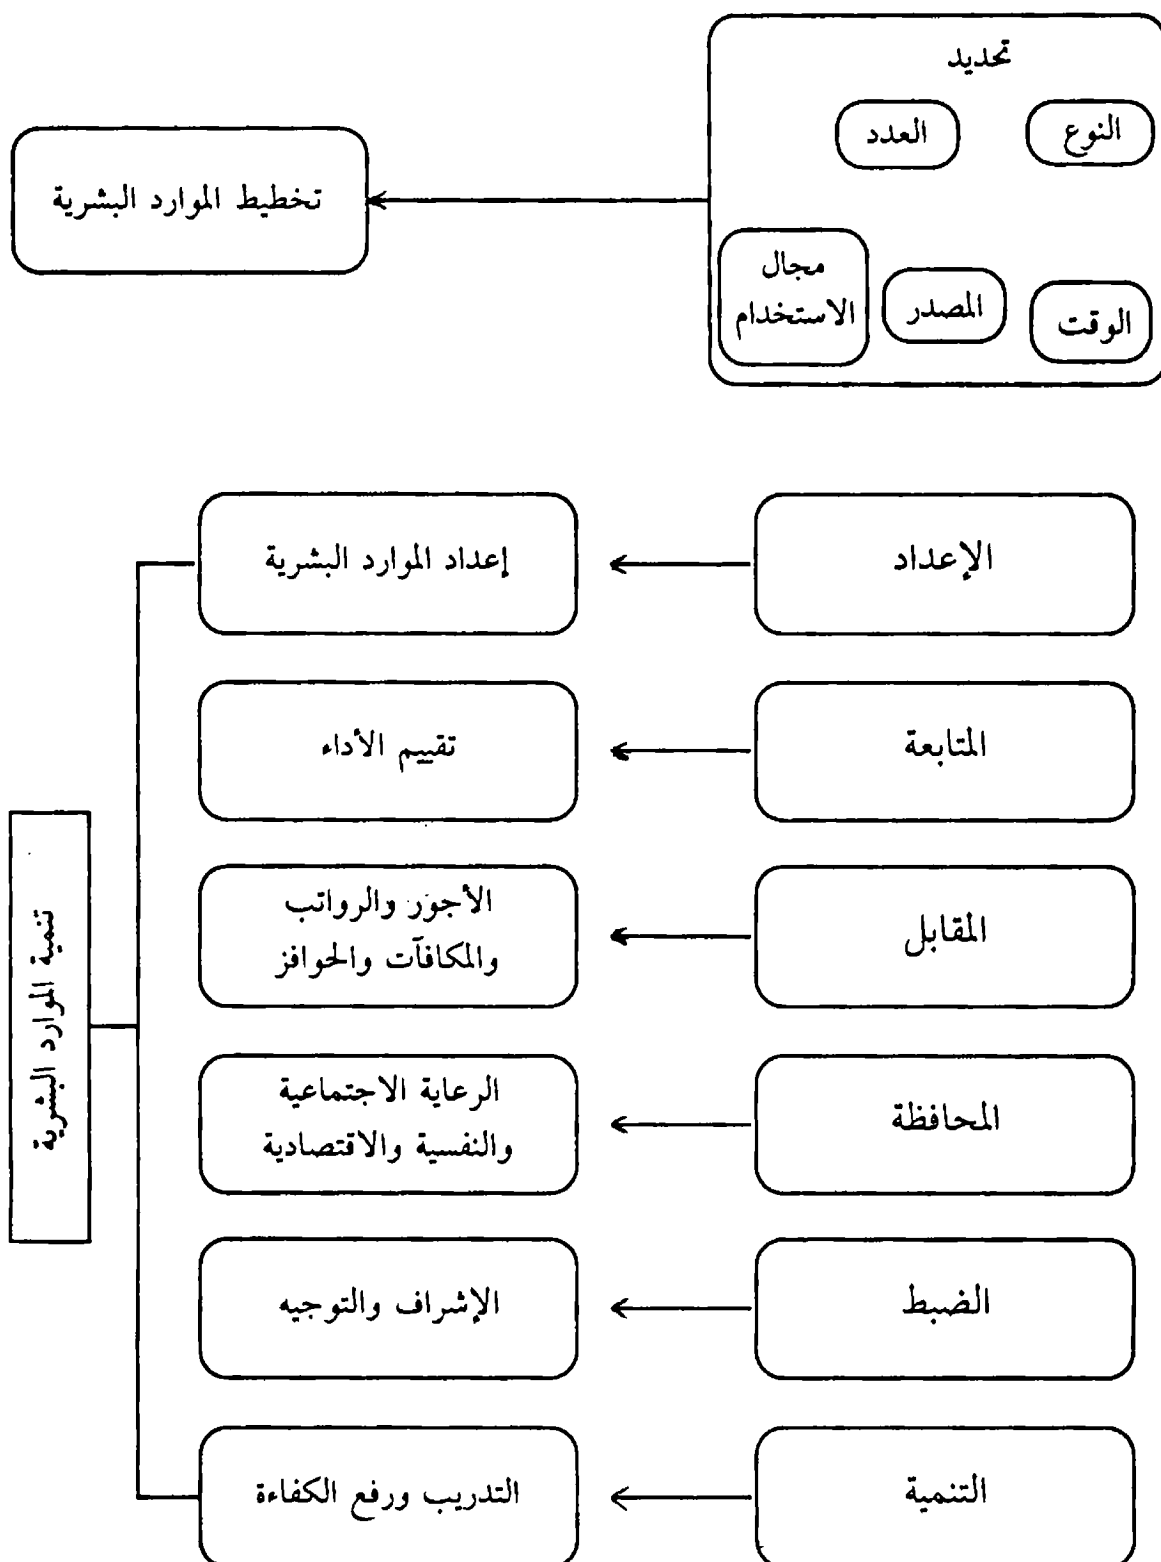 تحديد
النوع
العدد
الوقت
المصدر
مجال
الاستخدام
تخطيط الموارد البشرية
الإعداد
إعداد الموارد البشرية
المتابعة
تقييم الأداء
المقابل
الأجور والرواتب
والمكافآت والحوافز
المحافظة
الرعاية الاجتماعية
والنفسية والاقتصادية
الضبط
الإشراف والتوجيه
التنمية
التدريب ورفع الكفاءة
تنمية الموارد البشرية